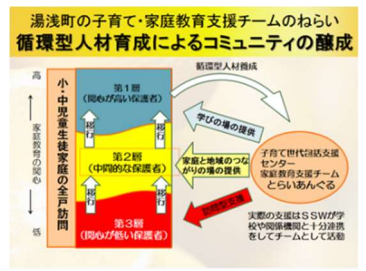 湯浅町の子育て・家庭教育支援チームのねらい
循環型人材育成によるコミュニティの醸成
循環型人材養成
高
家庭教育の関心
低
小・中児童生徒家庭の全戸訪問
第1層
(関心が高い保護者)
移行
移行
第2層
(中間的な保護者)
移行
移行
第3層
(関心が低い保護者)
学びの場の提供
家庭と地域のつな
がりの場の提供
訪問型支援
子育て世代包括支援
センター
家庭教育支援チーム
とらいあんぐる
実際の支援はSSWが学
校や関係機関と十分連携
をしてチームとして活動